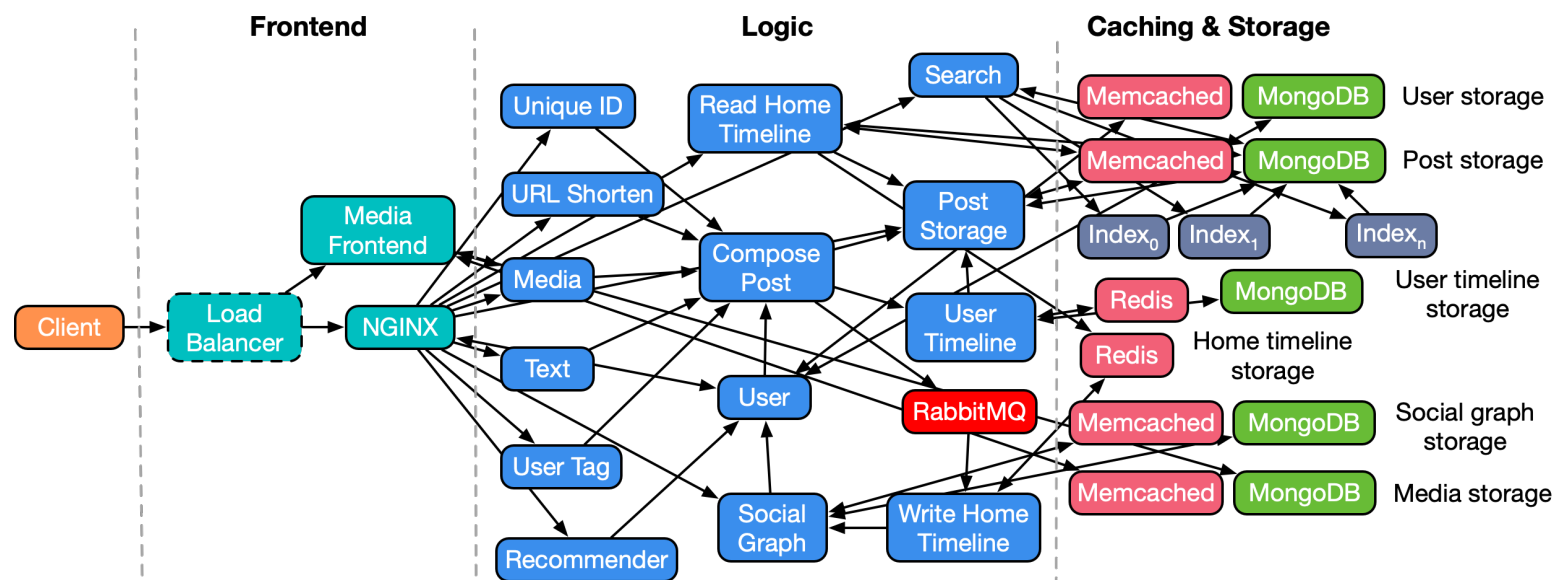 Frontend
Logic
Caching & Storage
Client
Load
Balancer
Media
Frontend
NGINX
Unique ID
URL Shorten
Media
Text
User Tag
Recommender
Read Home
Timeline
Compose
Post
User
Social
Graph
Search
Post
Storage
User
Timeline
RabbitMQ
Write Home
Timeline
Memcached
MongoDB
User storage
Memcached
MongoDB
Post storage
Index0
Index1
Indexn
Redis
MongoDB
User timeline
storage
Redis
Home timeline
storage
Memcached
MongoDB
Social graph
storage
Memcached
MongoDB
Media storage